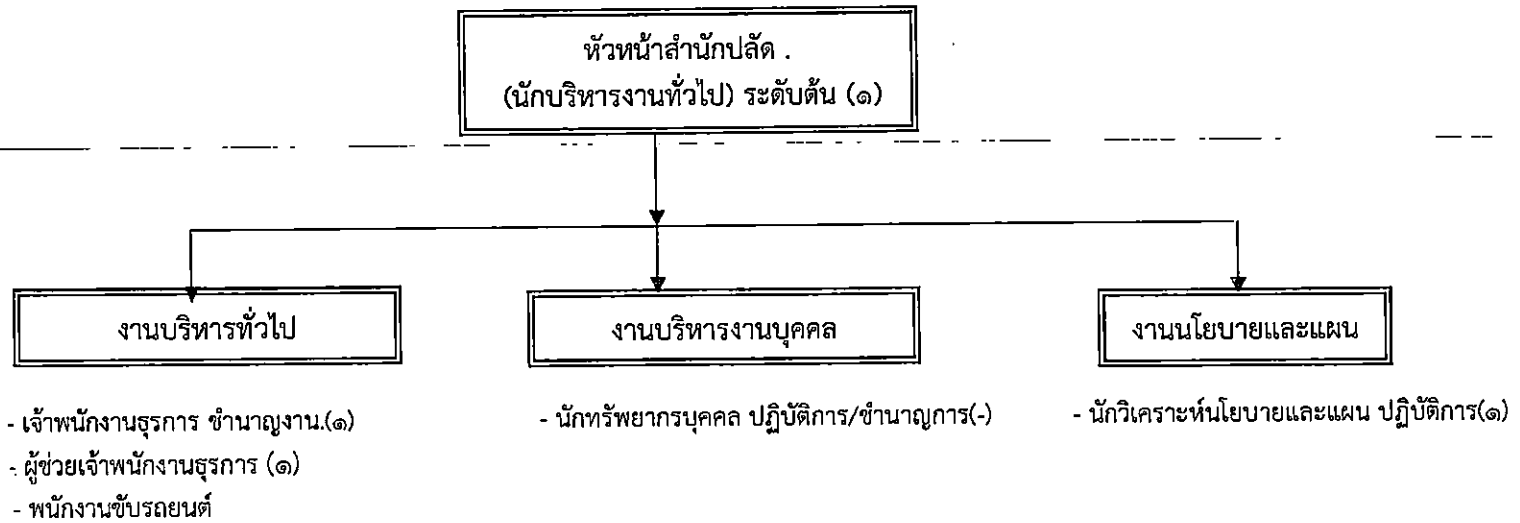 หัวหน้าสำนักปลัด .
(นักบริหารงานทั่วไป) ระดับต้น (๑)
งานบริหารทั่วไป
งานบริหารงานบุคคล
งานนโยบายและแผน
- เจ้าพนักงานธุรการ ชำนาญงาน.(๑)
- ผู้ช่วยเจ้าพนักงานธุรการ (๑)
- พนักงานขับรถยนต์
- นักทรัพยากรบุคคล ปฏิบัติการ/ชำนาญการ(-)
- นักวิเคราะห์นโยบายและแผน ปฏิบัติการ(๑)